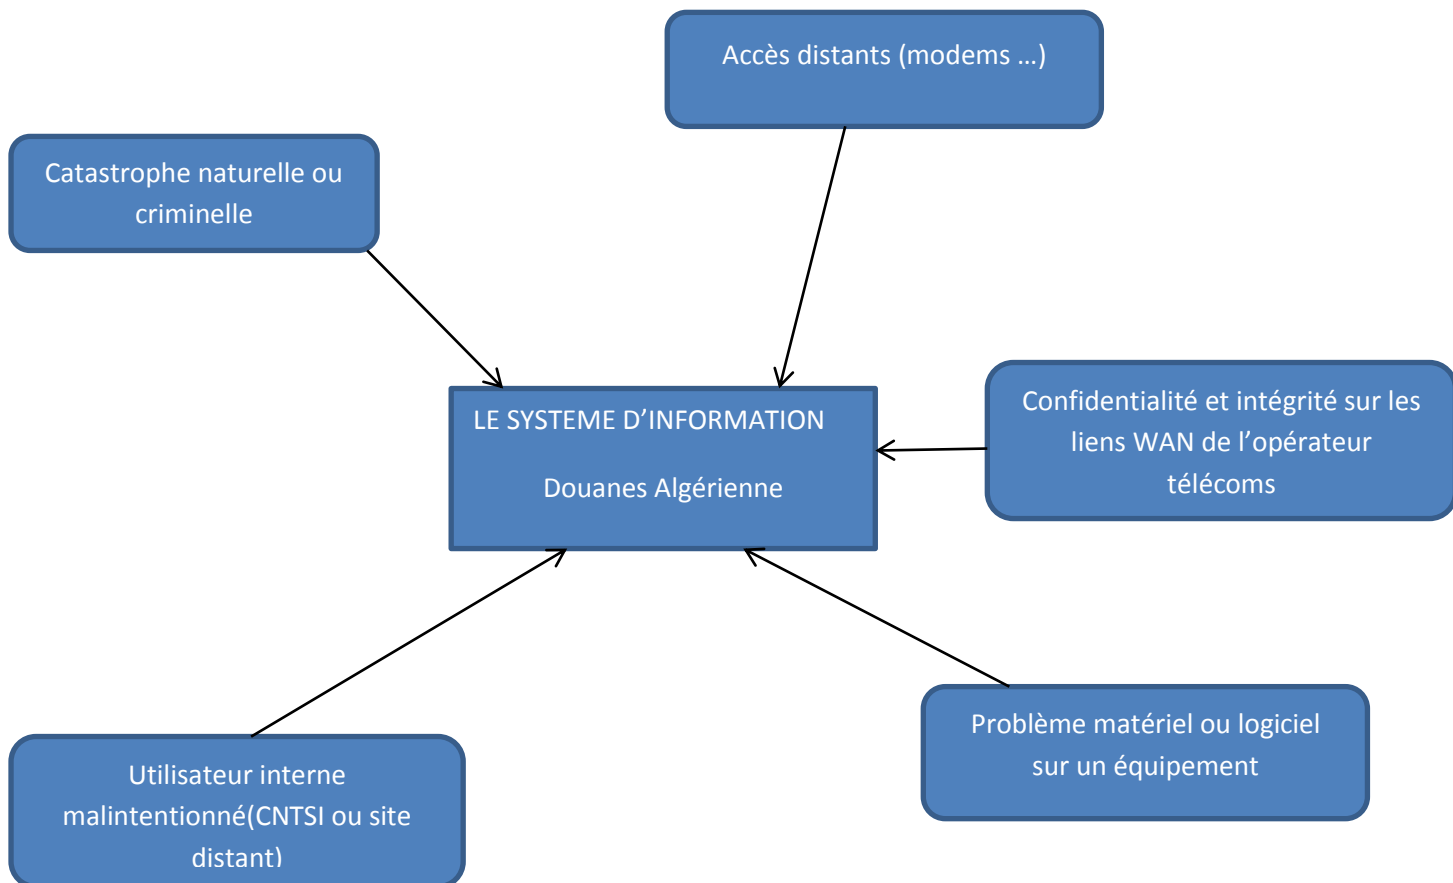 Accès distants (modems …)
Catastrophe naturelle ou
criminelle
LE SYSTEME D’INFORMATION
Douanes Algérienne
Confidentialité et intégrité sur les
liens WAN de l’opérateur
télécoms
Problème matériel ou logiciel
sur un équipement
Utilisateur interne
malintentionné(CNTSI ou site
distant)